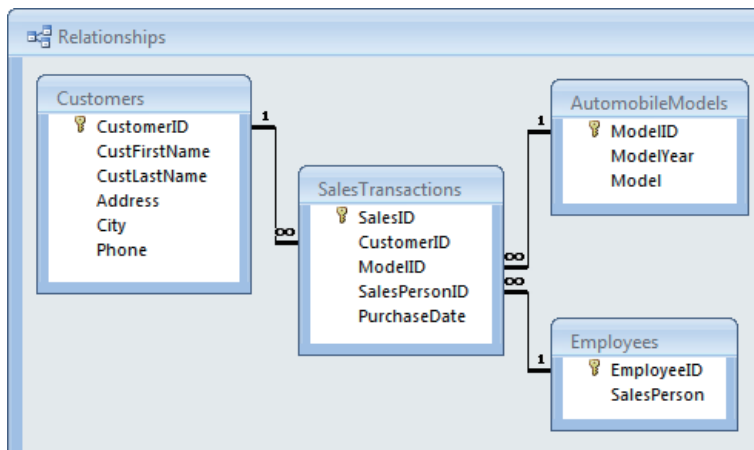 Relationships
Customers
CustomerID
CustFirstName
CustLastName
Address
City
Phone
1
∞
SalesTransactions
SalesID
CustomerID
ModelID
SalesPersonID
PurchaseDate
∞
∞
1
AutomobileModels
ModelID
ModelYear
Model
1
Employees
EmployeeID
SalesPerson